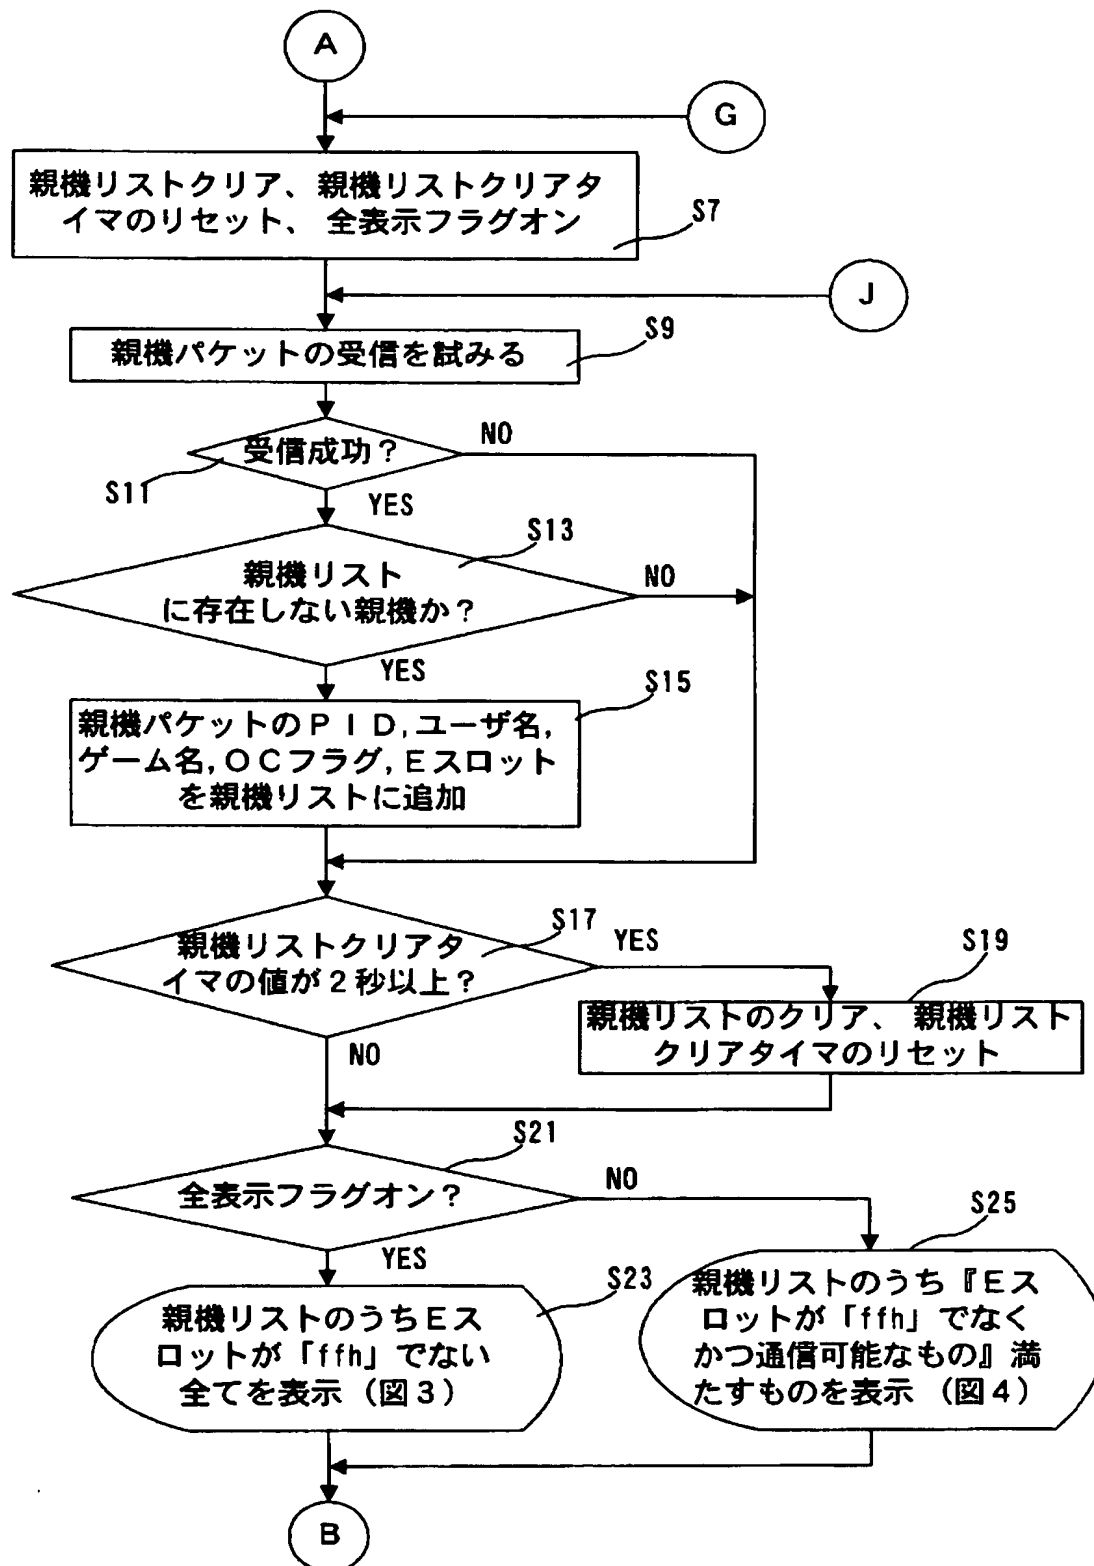 A
G
親機リストクリア、親機リストクリアタ
イマのリセット、全表示フラグオン
S7
J
S9
親機パケットの受信を試みる
受信成功?
NO
S11
YES
S13
親機リスト
に存在しない親機か?
NO
YES
S15
親機パケットのPID,ユーザ名,
ゲーム名,OCフラグ,Eスロット
を親機リストに追加
S17
親機リストクリアタ
イマの値が2秒以上?
YES
S19
親機リストのクリア、親機リスト
クリアタイマのリセット
NO
S21
全表示フラグオン?
NO
YES
S25
S23
親機リストのうちEス
ロットが「ffh」でない
全てを表示(図3)
親機リストのうち『Eス
ロットが「ffh」でなく
かつ通信可能なもの』満
たすものを表示(図4)
B